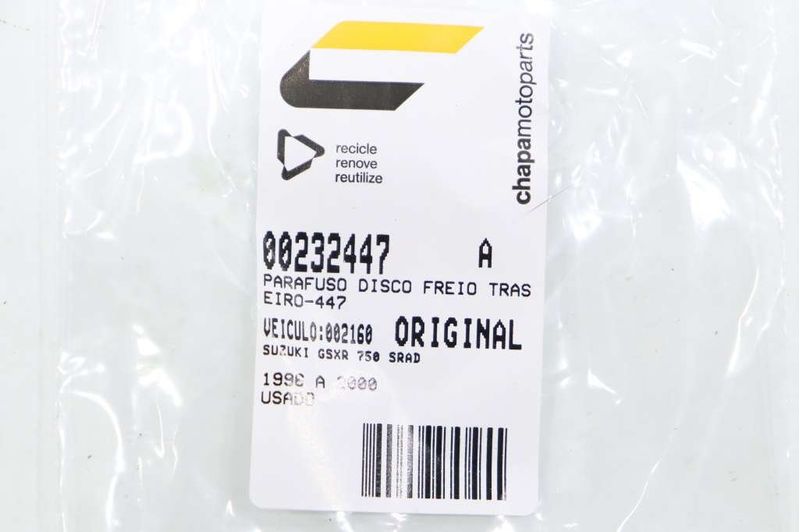 chapamotoparts
recicle
renove
reutilize
00232447 A
PARAFUSO DISCO FREIO TRAS
EIRO-447
VEICULO:002160 ORIGINAL
SUZUKI GSXR 750 SRAD
1996 A 2000
USADO